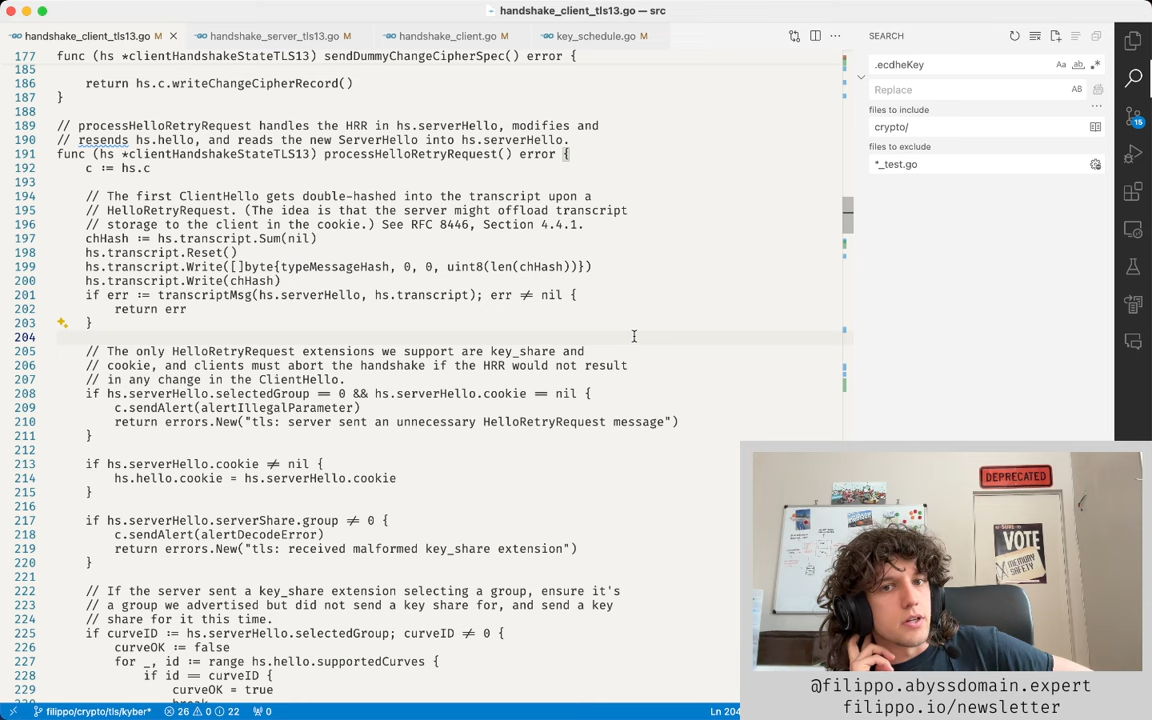 handshake_client_tls13.go — src
handshake_client_tls13.go M
handshake_server_tls13.go M
handshake_client.go M
key_schedule.go M
177 func (hs *clientHandshakeStateTLS13) sendDummyChangeCipherSpec() error {
185
186 return hs.c.writeChangeCipherRecord()
187 }
188
189 // processHelloRetryRequest handles the HRR in hs.serverHello, modifies and
190 // resends hs.hello, and reads the new ServerHello into hs.serverHello.
191 func (hs *clientHandshakeStateTLS13) processHelloRetryRequest() error {
192 c := hs.c
193
194 // The first ClientHello gets double-hashed into the transcript upon a
195 // HelloRetryRequest. (The idea is that the server might offload transcript
196 // storage to the client in the cookie.) See RFC 8446, Section 4.4.1.
197 chHash := hs.transcript.Sum(nil)
198 hs.transcript.Reset()
199 hs.transcript.Write([]byte{typeMessageHash, 0, 0, uint8(len(chHash))})
200 hs.transcript.Write(chHash)
201 if err := transcriptMsg(hs.serverHello, hs.transcript); err ≠ nil {
202 return err
203 }
204
205 // The only HelloRetryRequest extensions we support are key_share and
206 // cookie, and clients must abort the handshake if the HRR would not result
207 // in any change in the ClientHello.
208 if hs.serverHello.selectedGroup == 0 && hs.serverHello.cookie == nil {
209 c.sendAlert(alertIllegalParameter)
210 return errors.New("tls: server sent an unnecessary HelloRetryRequest message")
211 }
212
213 if hs.serverHello.cookie ≠ nil {
214 hs.hello.cookie = hs.serverHello.cookie
215 }
216
217 if hs.serverHello.serverShare.group ≠ 0 {
218 c.sendAlert(alertDecodeError)
219 return errors.New("tls: received malformed key_share extension")
220 }
221
222 // If the server sent a key_share extension selecting a group, ensure it's
223 // a group we advertised but did not send a key share for, and send a key
224 // share for it this time.
225 if curveID := hs.serverHello.selectedGroup; curveID ≠ 0 {
226 curveOK := false
227 for _, id := range hs.hello.supportedCurves {
228 if id == curveID {
229 curveOK = true
filippo/crypto/tls/kyber* 26 0 22 0
Ln 204
SEARCH
.ecdheKey Aa ab .*
Replace AB
files to include
crypto/
files to exclude
*_test.go
15
DEPRECATED
VOTE
MEMORY
SAFETY
@filippo.abyssdomain.expert
filippo.io/newsletter